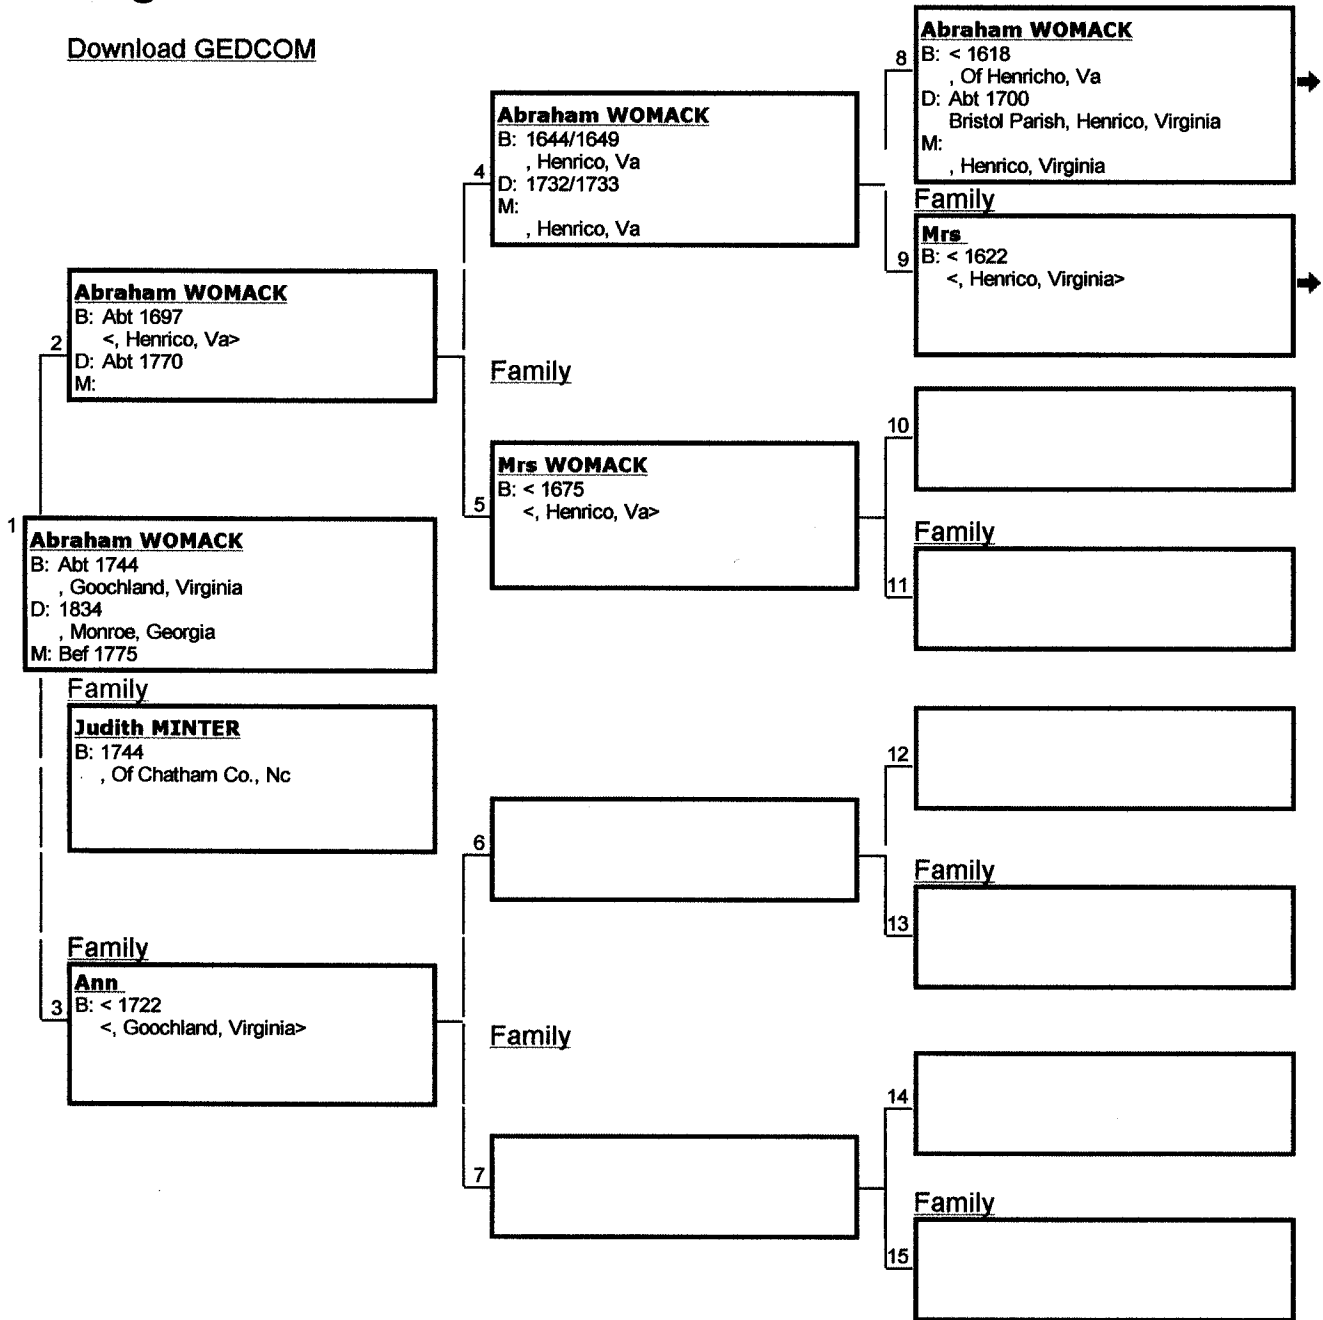 Download GEDCOM
8
Abraham WOMACK
B: < 1618
, Of Henricho, Va
D: Abt 1700
Bristol Parish, Henrico, Virginia
M:
, Henrico, Virginia
4
Abraham WOMACK
B: 1644/1649
, Henrico, Va
D: 1732/1733
M:
, Henrico, Va
Family
9
Mrs
B: < 1622
<, Henrico, Virginia>
2
Abraham WOMACK
B: Abt 1697
<, Henrico, Va>
D: Abt 1770
M:
Family
10
5
Mrs WOMACK
B: < 1675
<, Henrico, Va>
Family
11
1
Abraham WOMACK
B: Abt 1744
, Goochland, Virginia
D: 1834
, Monroe, Georgia
M: Bef 1775
Family
Judith MINTER
B: 1744
, Of Chatham Co., Nc
12
6
Family
13
Family
3
Ann
B: < 1722
<, Goochland, Virginia>
Family
14
7
Family
15